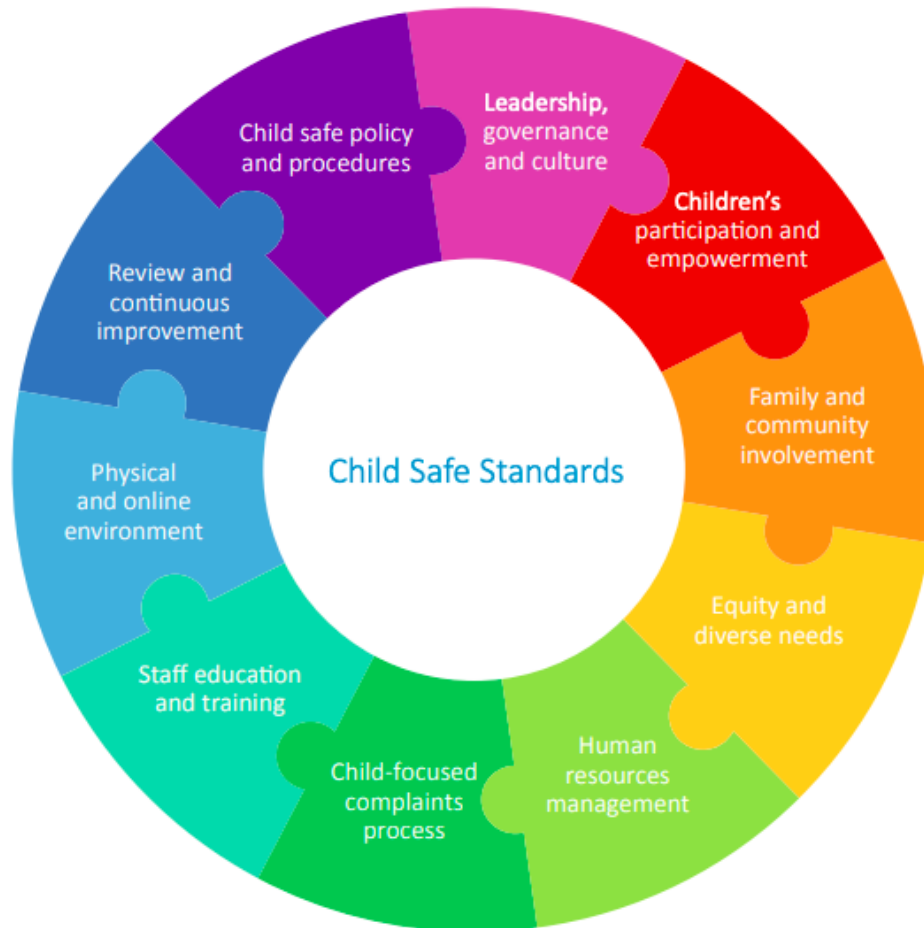 Child Safe Standards
Leadership,
governance
and culture
Children’s
participation and
empowerment
Family and
community
involvement
Equity and
diverse needs
Human
resources
management
Child-focused
complaints
process
Staff education
and training
Physical
and online
environment
Review and
continuous
improvement
Child safe policy
and procedures